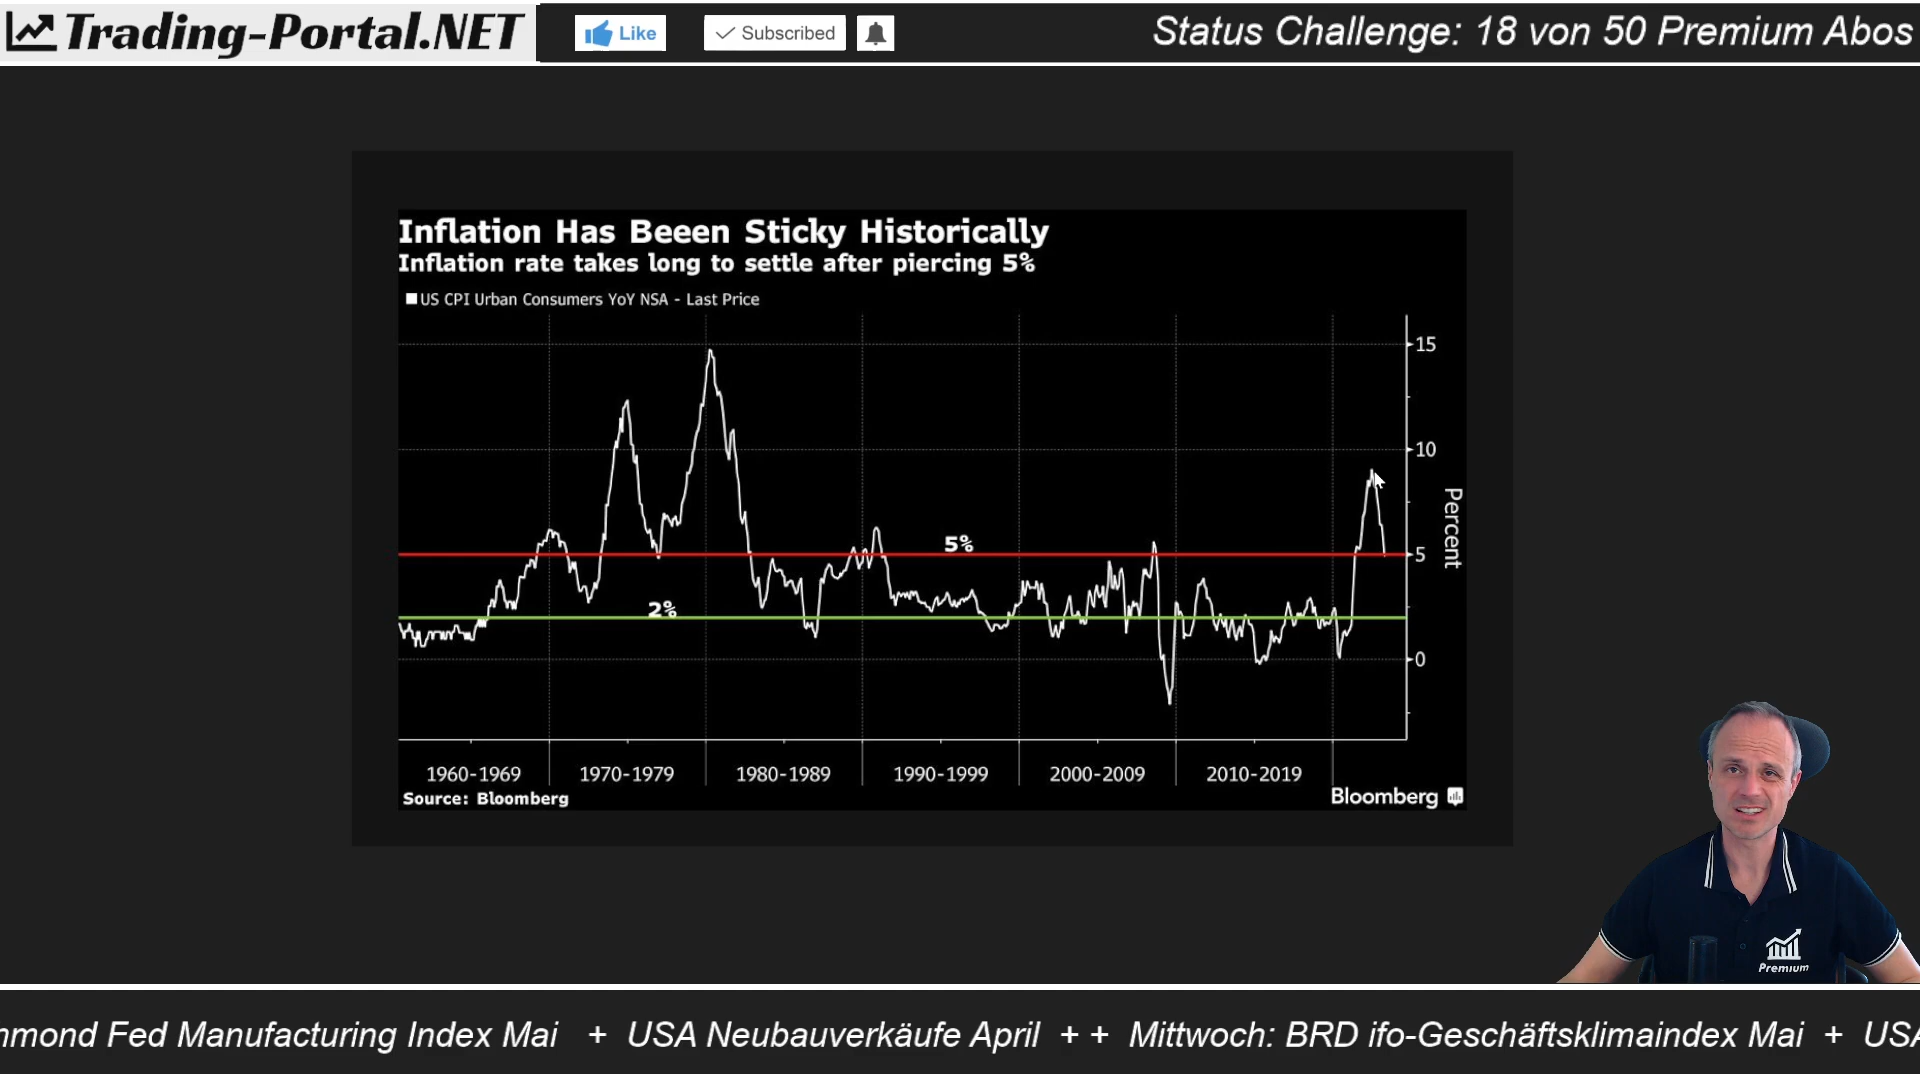 Trading-Portal.NET
Like
Subscribed
Status Challenge: 18 von 50 Premium Abos
Inflation Has Beeen Sticky Historically
Inflation rate takes long to settle after piercing 5%
US CPI Urban Consumers YoY NSA - Last Price
15
10
5%
5
2%
0
Percent
1960-1969 1970-1979 1980-1989 1990-1999 2000-2009 2010-2019
Source: Bloomberg
Bloomberg
Premium
Fed Manufacturing Index Mai + USA Neubauverkäufe April + + Mittwoch: BRD ifo-Geschäftsklimaindex Mai +